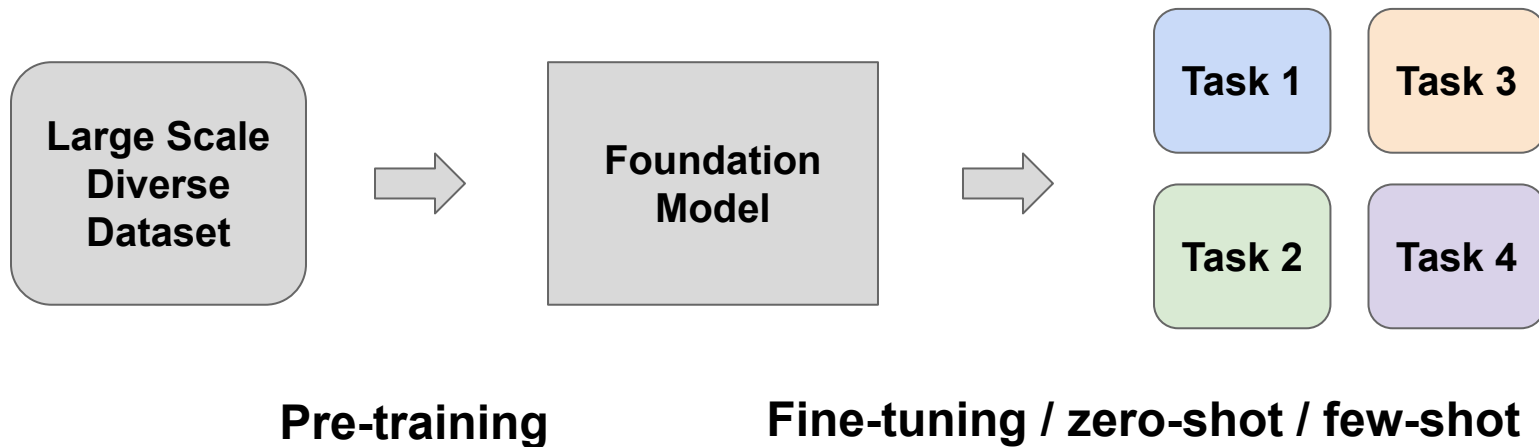 Large Scale
Diverse
Dataset
Foundation
Model
Task 1
Task 3
Task 2
Task 4
Pre-training
Fine-tuning / zero-shot / few-shot